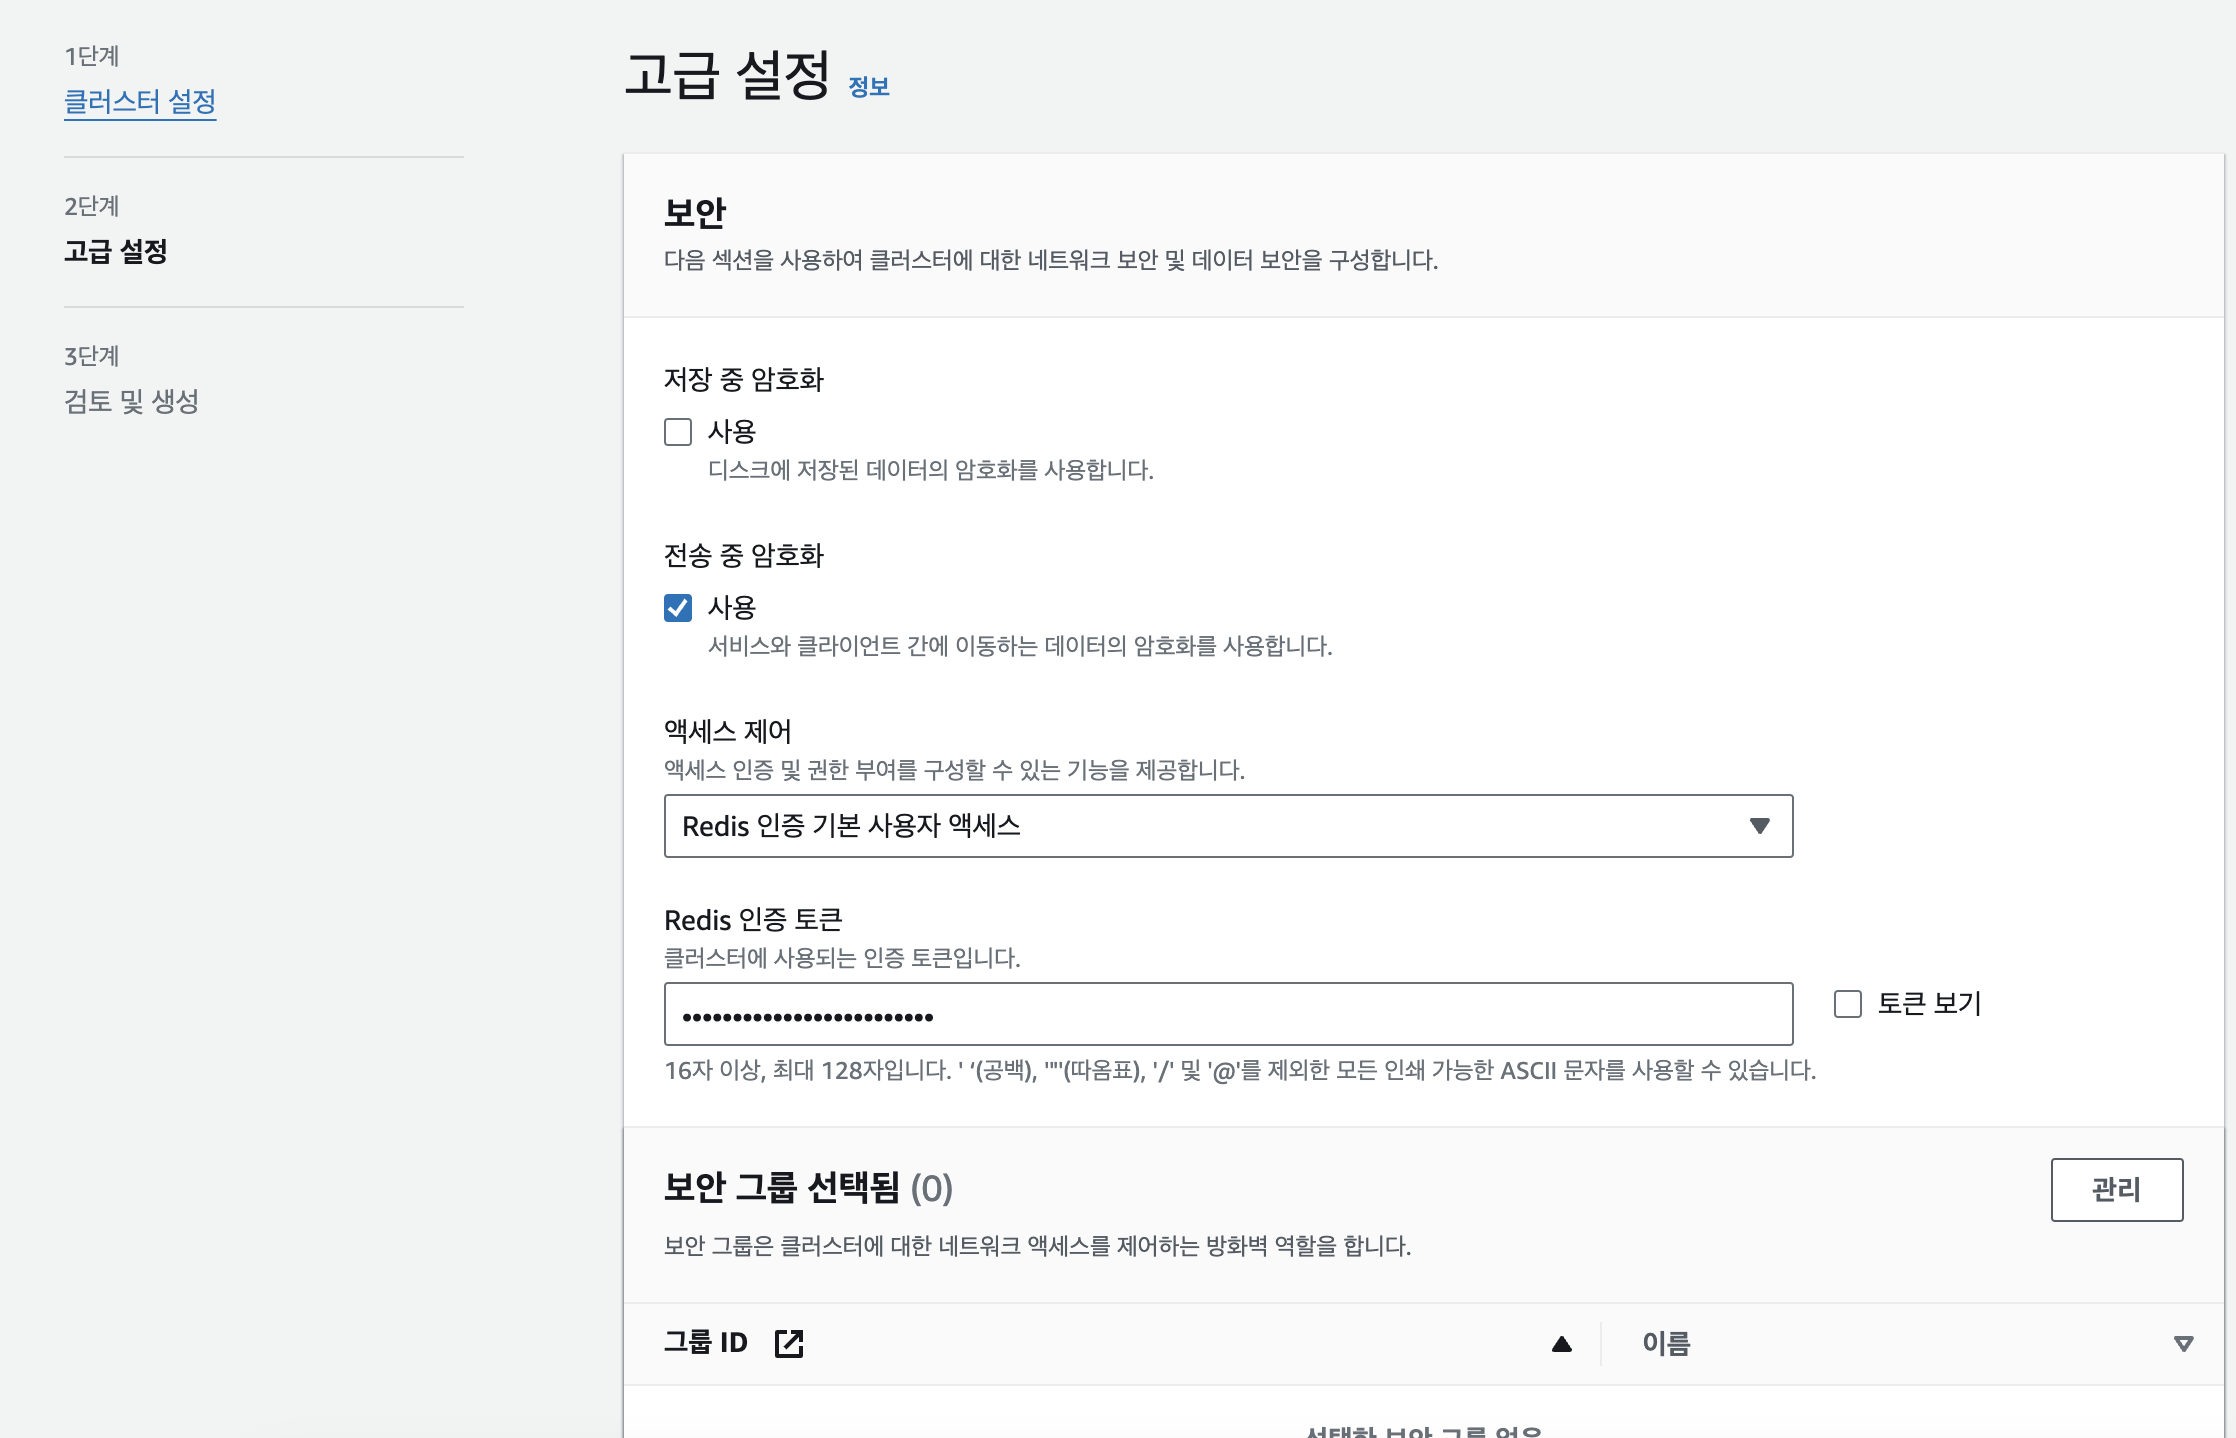 1단계
클러스터 설정
2단계
고급 설정
3단계
검토 및 생성
고급 설정 정보
보안
다음 섹션을 사용하여 클러스터에 대한 네트워크 보안 및 데이터 보안을 구성합니다.
저장 중 암호화
사용
디스크에 저장된 데이터의 암호화를 사용합니다.
전송 중 암호화
사용
서비스와 클라이언트 간에 이동하는 데이터의 암호화를 사용합니다.
액세스 제어
액세스 인증 및 권한 부여를 구성할 수 있는 기능을 제공합니다.
Redis 인증 기본 사용자 액세스
Redis 인증 토큰
클러스터에 사용되는 인증 토큰입니다.
•••••••••••••••••••••••••
토큰 보기
16자 이상, 최대 128자입니다. ' ‘(공백), '"'(따옴표), '/' 및 '@'를 제외한 모든 인쇄 가능한 ASCII 문자를 사용할 수 있습니다.
보안 그룹 선택됨 (0)
관리
보안 그룹은 클러스터에 대한 네트워크 액세스를 제어하는 방화벽 역할을 합니다.
그룹 ID
이름
선택한 보안 그룹 없음